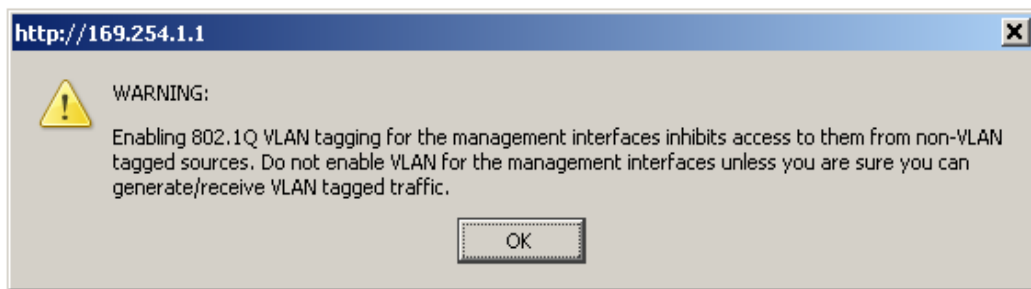 http://169.254.1.1
WARNING:
Enabling 802.1Q VLAN tagging for the management interfaces inhibits access to them from non-VLAN
tagged sources. Do not enable VLAN for the management interfaces unless you are sure you can
generate/receive VLAN tagged traffic.
OK